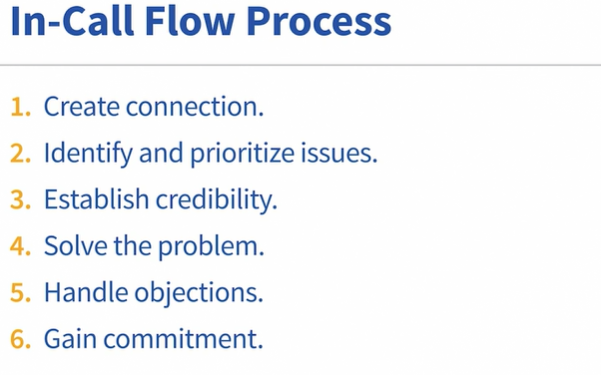 In-Call Flow Process
1. Create connection.
2. Identify and prioritize issues.
3. Establish credibility.
4. Solve the problem.
5. Handle objections.
6. Gain commitment.